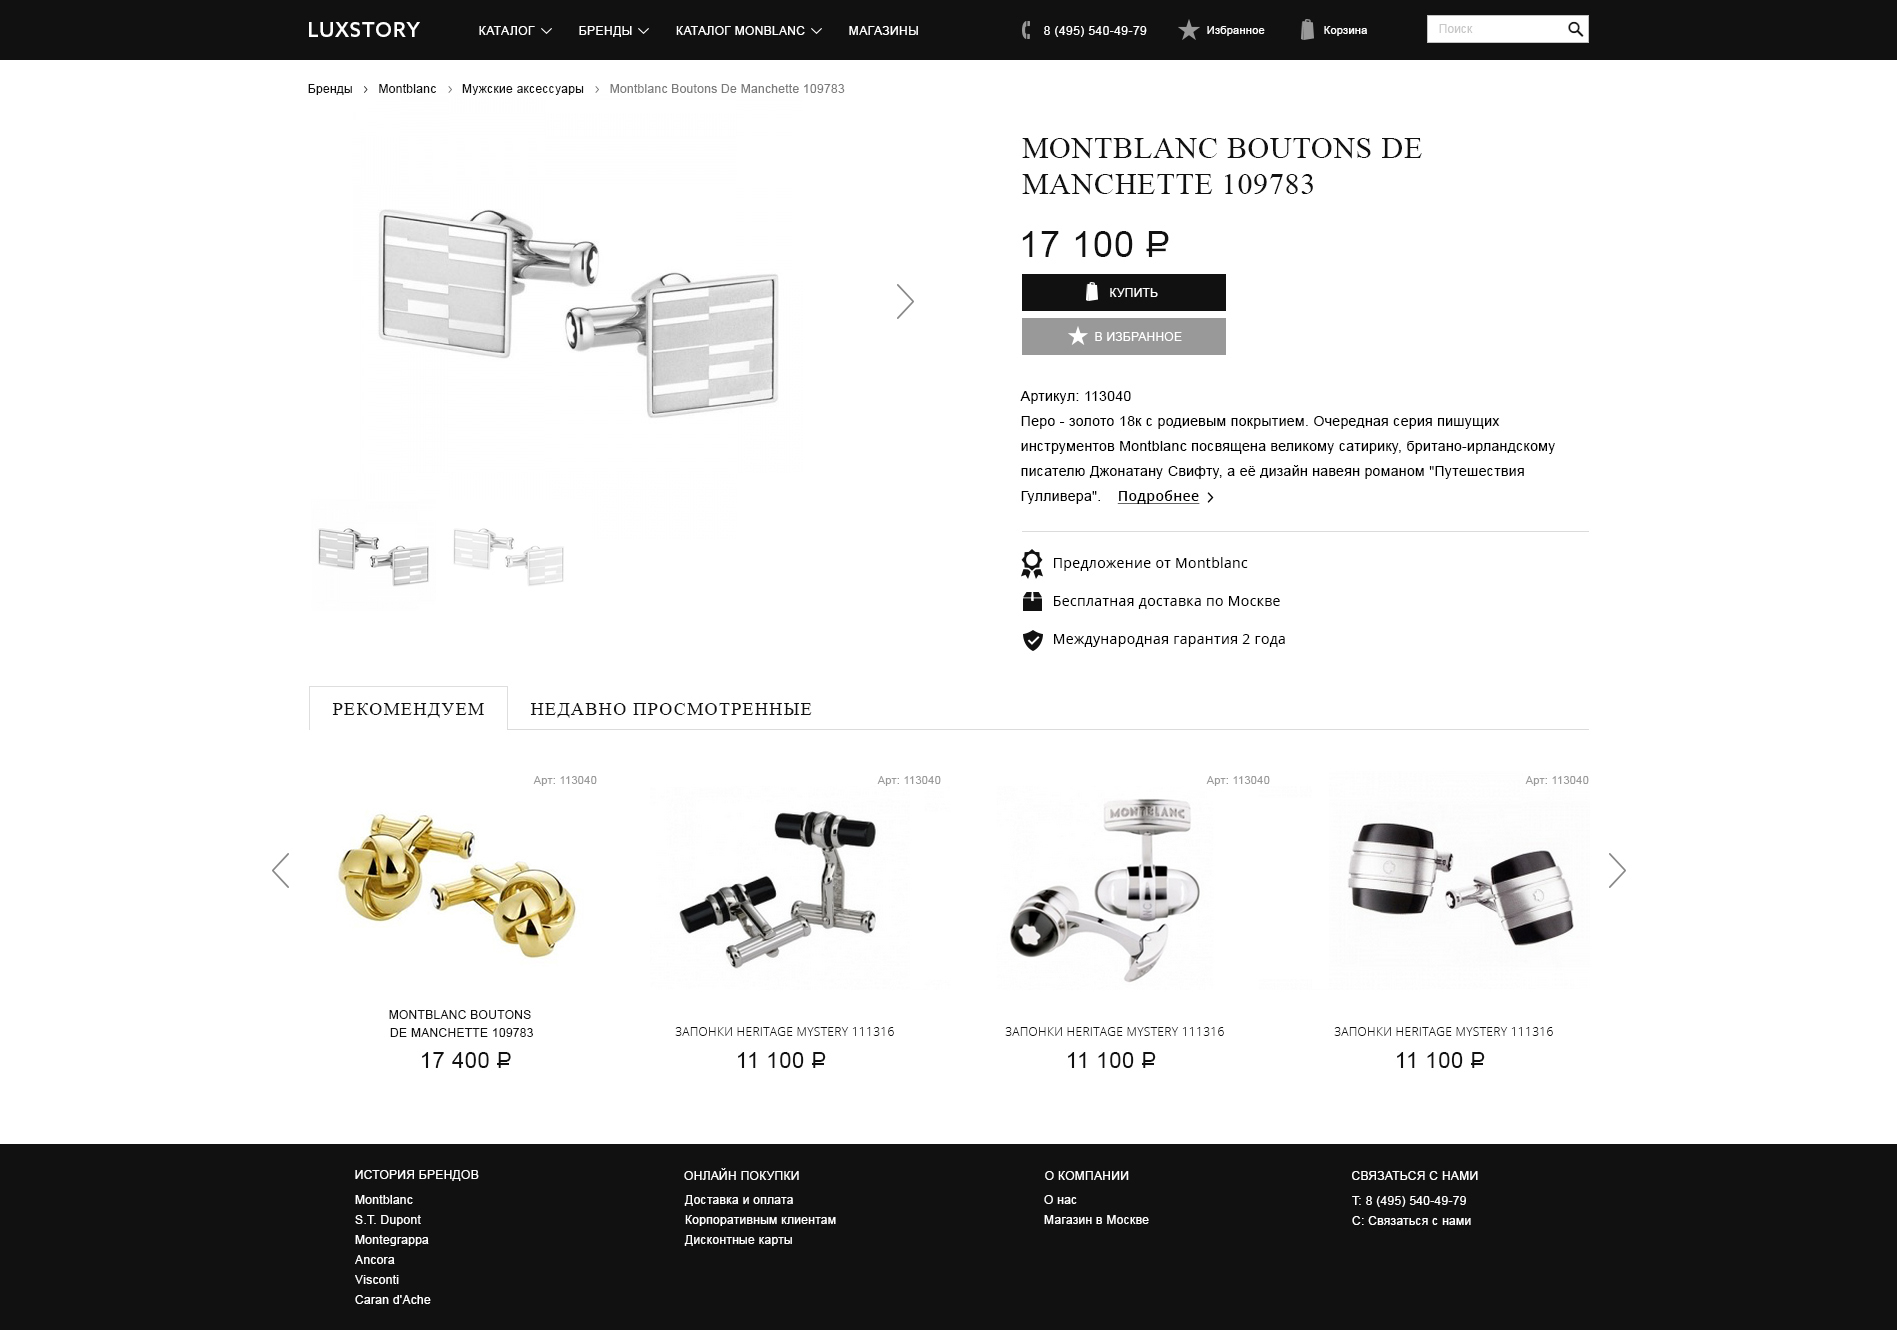 LUXSTORY
КАТАЛОГ
БРЕНДЫ
КАТАЛОГ MONBLANC
МАГАЗИНЫ
8 (495) 540-49-79
Избранное
Корзина
Поиск
Бренды > Montblanc > Мужские аксессуары > Montblanc Boutons De Manchette 109783
MONTBLANC BOUTONS DE
MANCHETTE 109783
17 100 ₽
КУПИТЬ
В ИЗБРАННОЕ
Артикул: 113040
Перо - золото 18к с родиевым покрытием. Очередная серия пишущих
инструментов Montblanc посвящена великому сатирику, британо-ирландскому
писателю Джонатану Свифту, а её дизайн навеян романом "Путешествия
Гулливера". Подробнее >
Предложение от Montblanc
Бесплатная доставка по Москве
Международная гарантия 2 года
РЕКОМЕНДУЕМ
НЕДАВНО ПРОСМОТРЕННЫЕ
Арт: 113040
MONTBLANC BOUTONS
DE MANCHETTE 109783
17 400 ₽
Арт: 113040
ЗАПОНКИ HERITAGE MYSTERY 111316
11 100 ₽
Арт: 113040
MONTBLANC
ЗАПОНКИ HERITAGE MYSTERY 111316
11 100 ₽
Арт: 113040
ЗАПОНКИ HERITAGE MYSTERY 111316
11 100 ₽
ИСТОРИЯ БРЕНДОВ
Montblanc
S.T. Dupont
Montegrappa
Ancora
Visconti
Caran d'Ache
ОНЛАЙН ПОКУПКИ
Доставка и оплата
Корпоративным клиентам
Дисконтные карты
О КОМПАНИИ
О нас
Магазин в Москве
СВЯЗАТЬСЯ С НАМИ
Т: 8 (495) 540-49-79
С: Связаться с нами